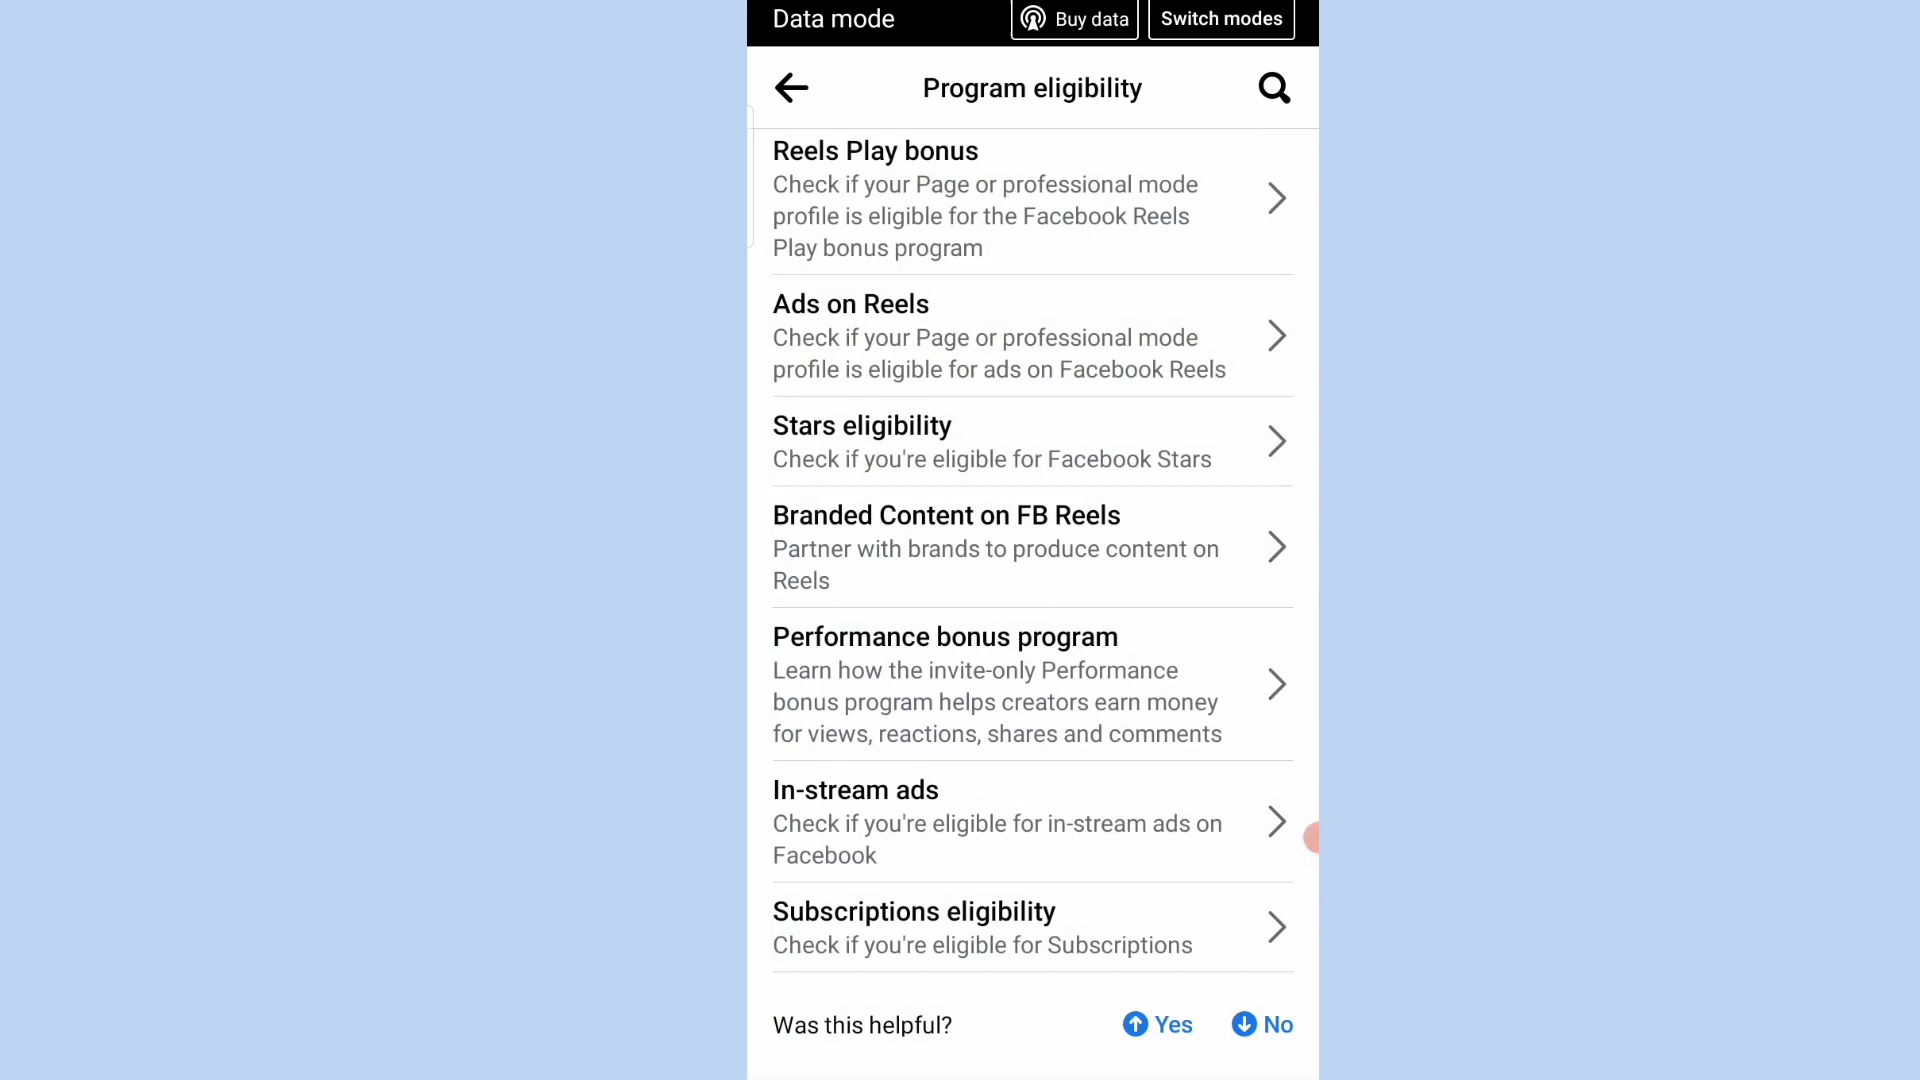 Data mode
Buy data
Switch modes
Program eligibility
Reels Play bonus
Check if your Page or professional mode
profile is eligible for the Facebook Reels
Play bonus program
Ads on Reels
Check if your Page or professional mode
profile is eligible for ads on Facebook Reels
Stars eligibility
Check if you're eligible for Facebook Stars
Branded Content on FB Reels
Partner with brands to produce content on
Reels
Performance bonus program
Learn how the invite-only Performance
bonus program helps creators earn money
for views, reactions, shares and comments
In-stream ads
Check if you're eligible for in-stream ads on
Facebook
Subscriptions eligibility
Check if you're eligible for Subscriptions
Was this helpful?
Yes
No